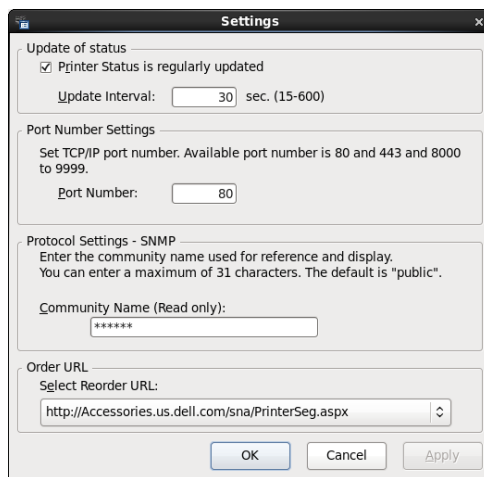 Settings
Update of status
Printer Status is regularly updated
Update Interval: 30 sec. (15-600)
Port Number Settings
Set TCP/IP port number. Available port number is 80 and 443 and 8000
to 9999.
Port Number: 80
Protocol Settings - SNMP
Enter the community name used for reference and display.
You can enter a maximum of 31 characters. The default is "public".
Community Name (Read only):
******
Order URL
Select Reorder URL:
http://Accessories.us.dell.com/sna/PrinterSeg.aspx
OK Cancel Apply